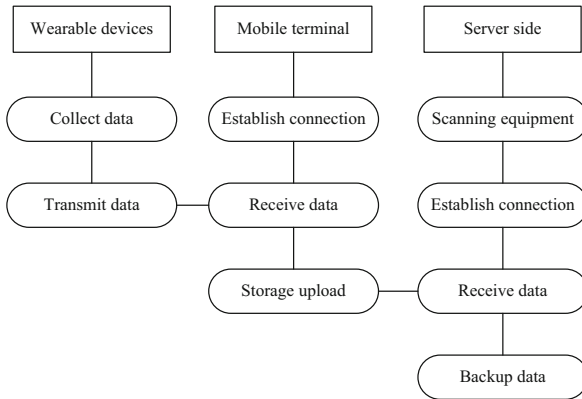 Wearable devices
Mobile terminal
Server side
Collect data
Establish connection
Scanning equipment
Transmit data
Receive data
Establish connection
Storage upload
Receive data
Backup data